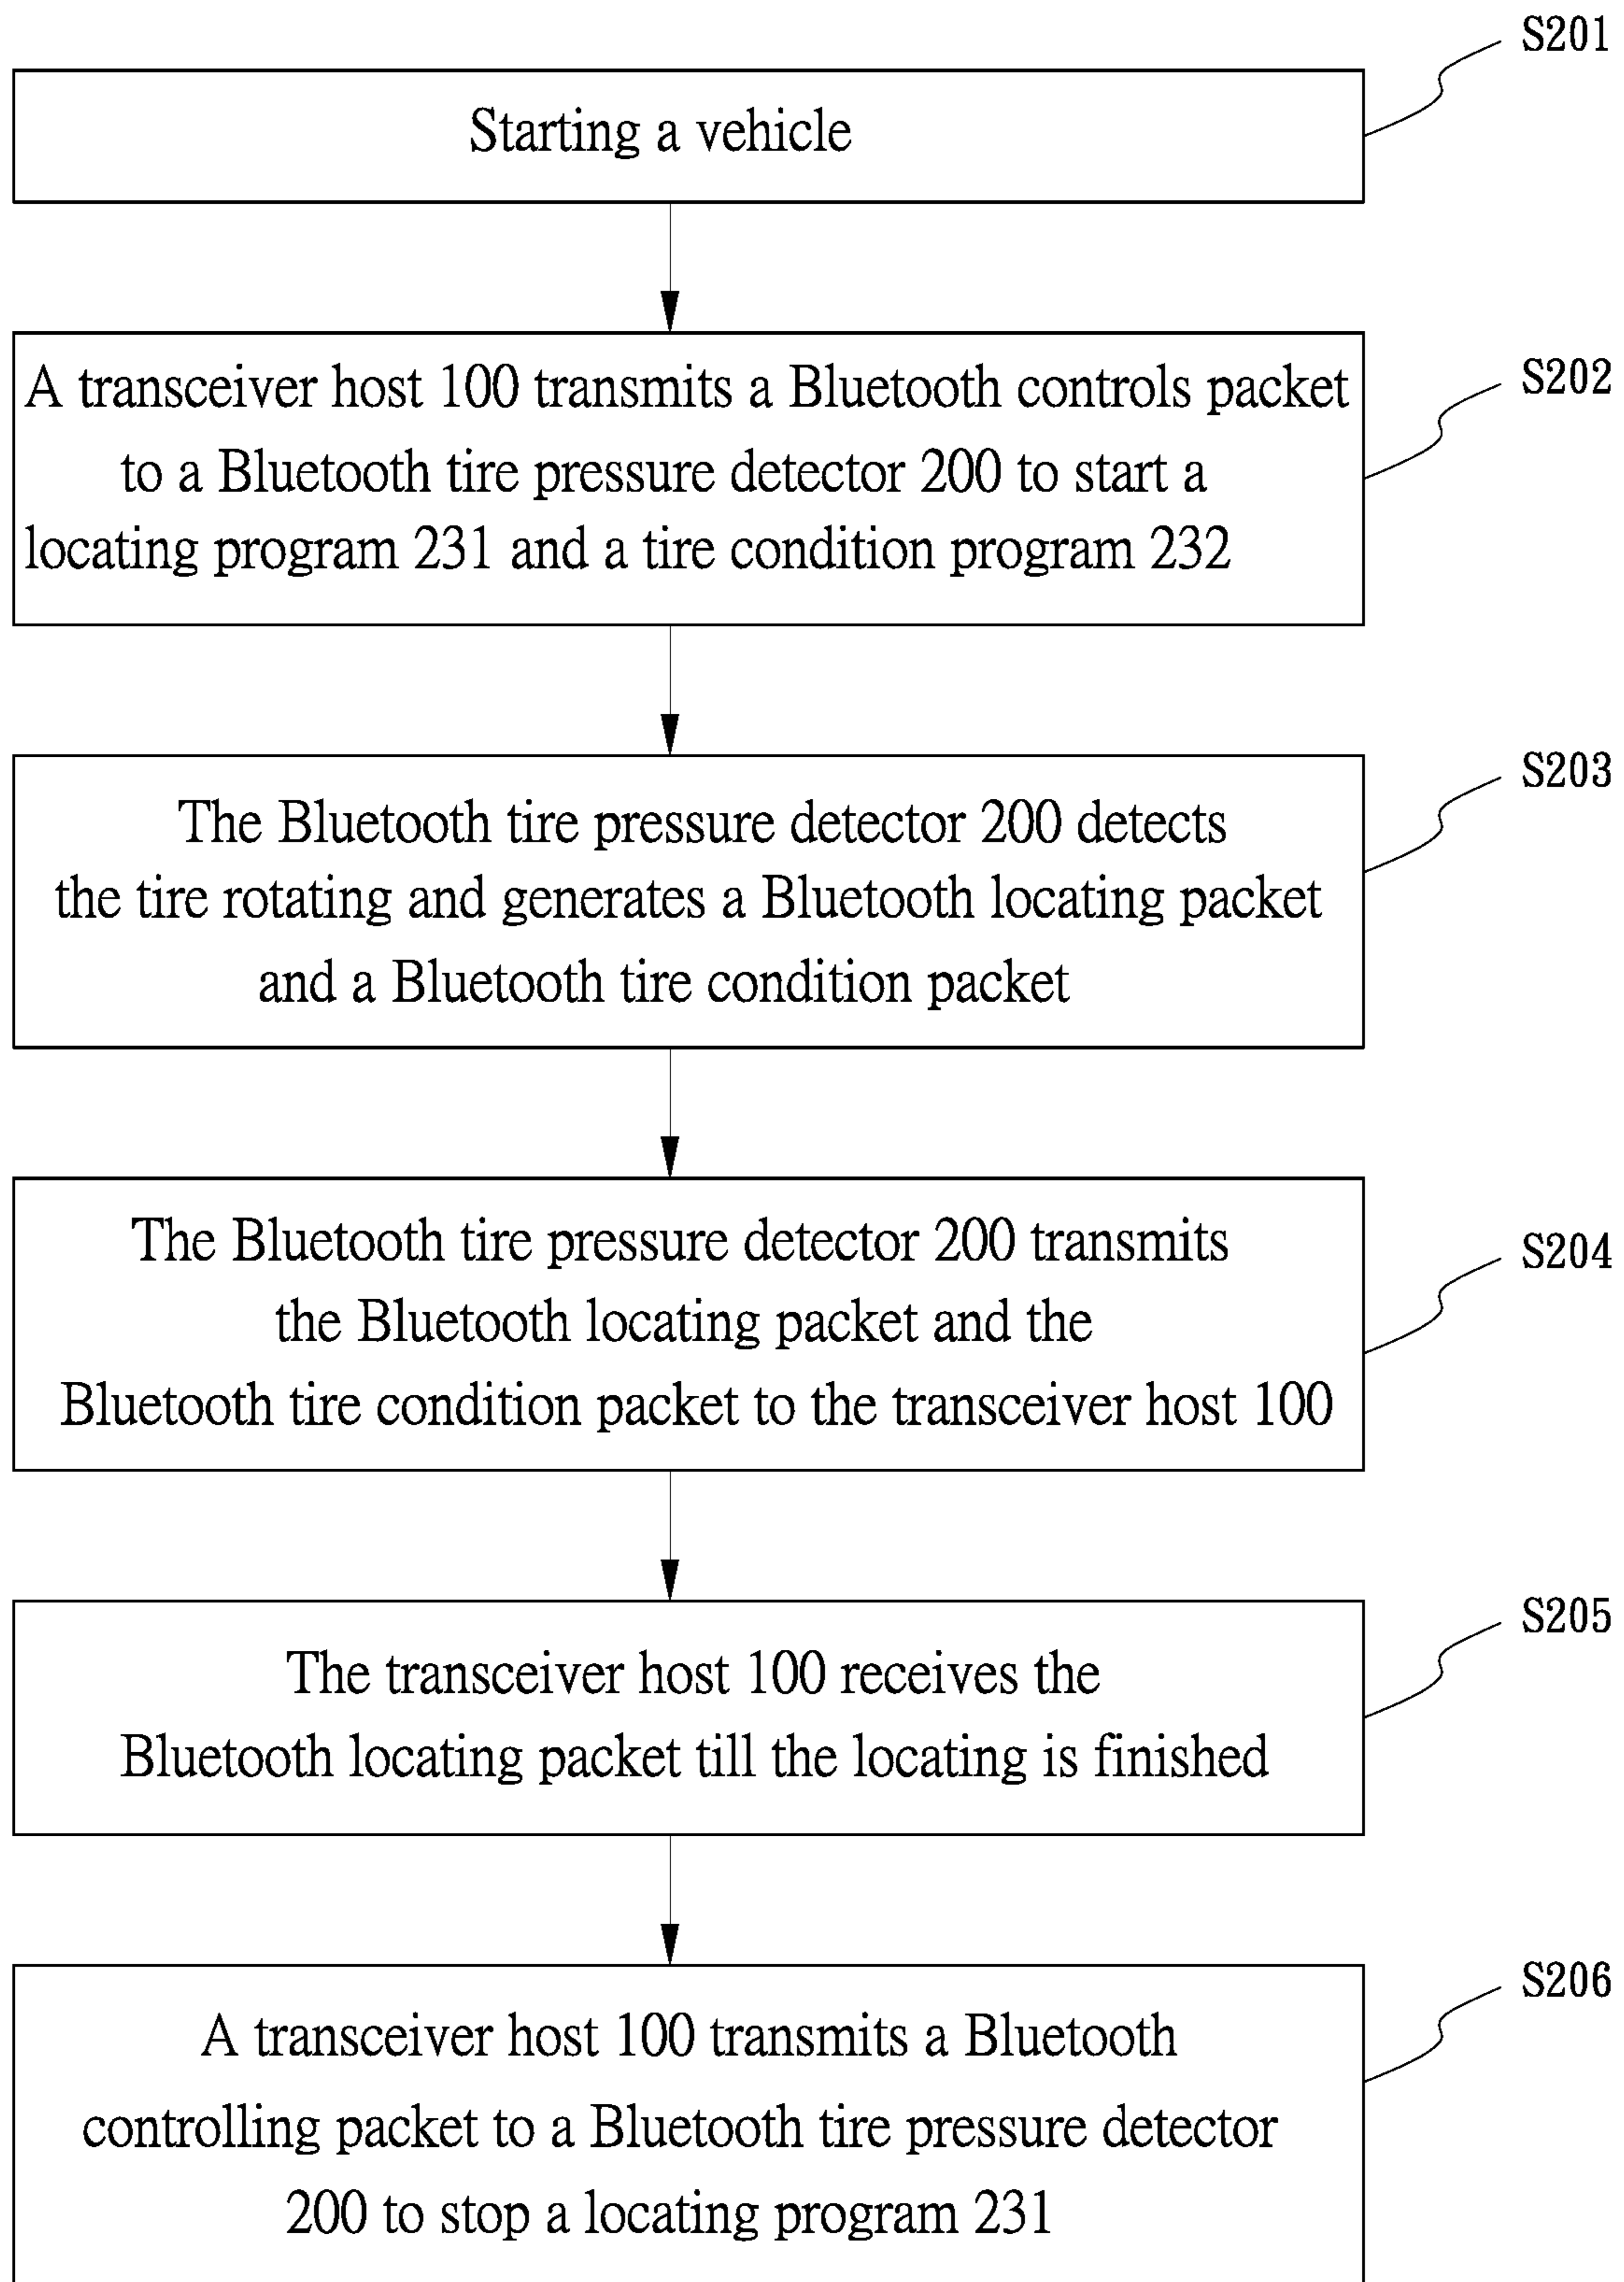 S201
Starting a vehicle
S202
A transceiver host 100 transmits a Bluetooth controls packet
to a Bluetooth tire pressure detector 200 to start a
locating program 231 and a tire condition program 232
S203
The Bluetooth tire pressure detector 200 detects
the tire rotating and generates a Bluetooth locating packet
and a Bluetooth tire condition packet
S204
The Bluetooth tire pressure detector 200 transmits
the Bluetooth locating packet and the
Bluetooth tire condition packet to the transceiver host 100
S205
The transceiver host 100 receives the
Bluetooth locating packet till the locating is finished
S206
A transceiver host 100 transmits a Bluetooth
controlling packet to a Bluetooth tire pressure detector
200 to stop a locating program 231